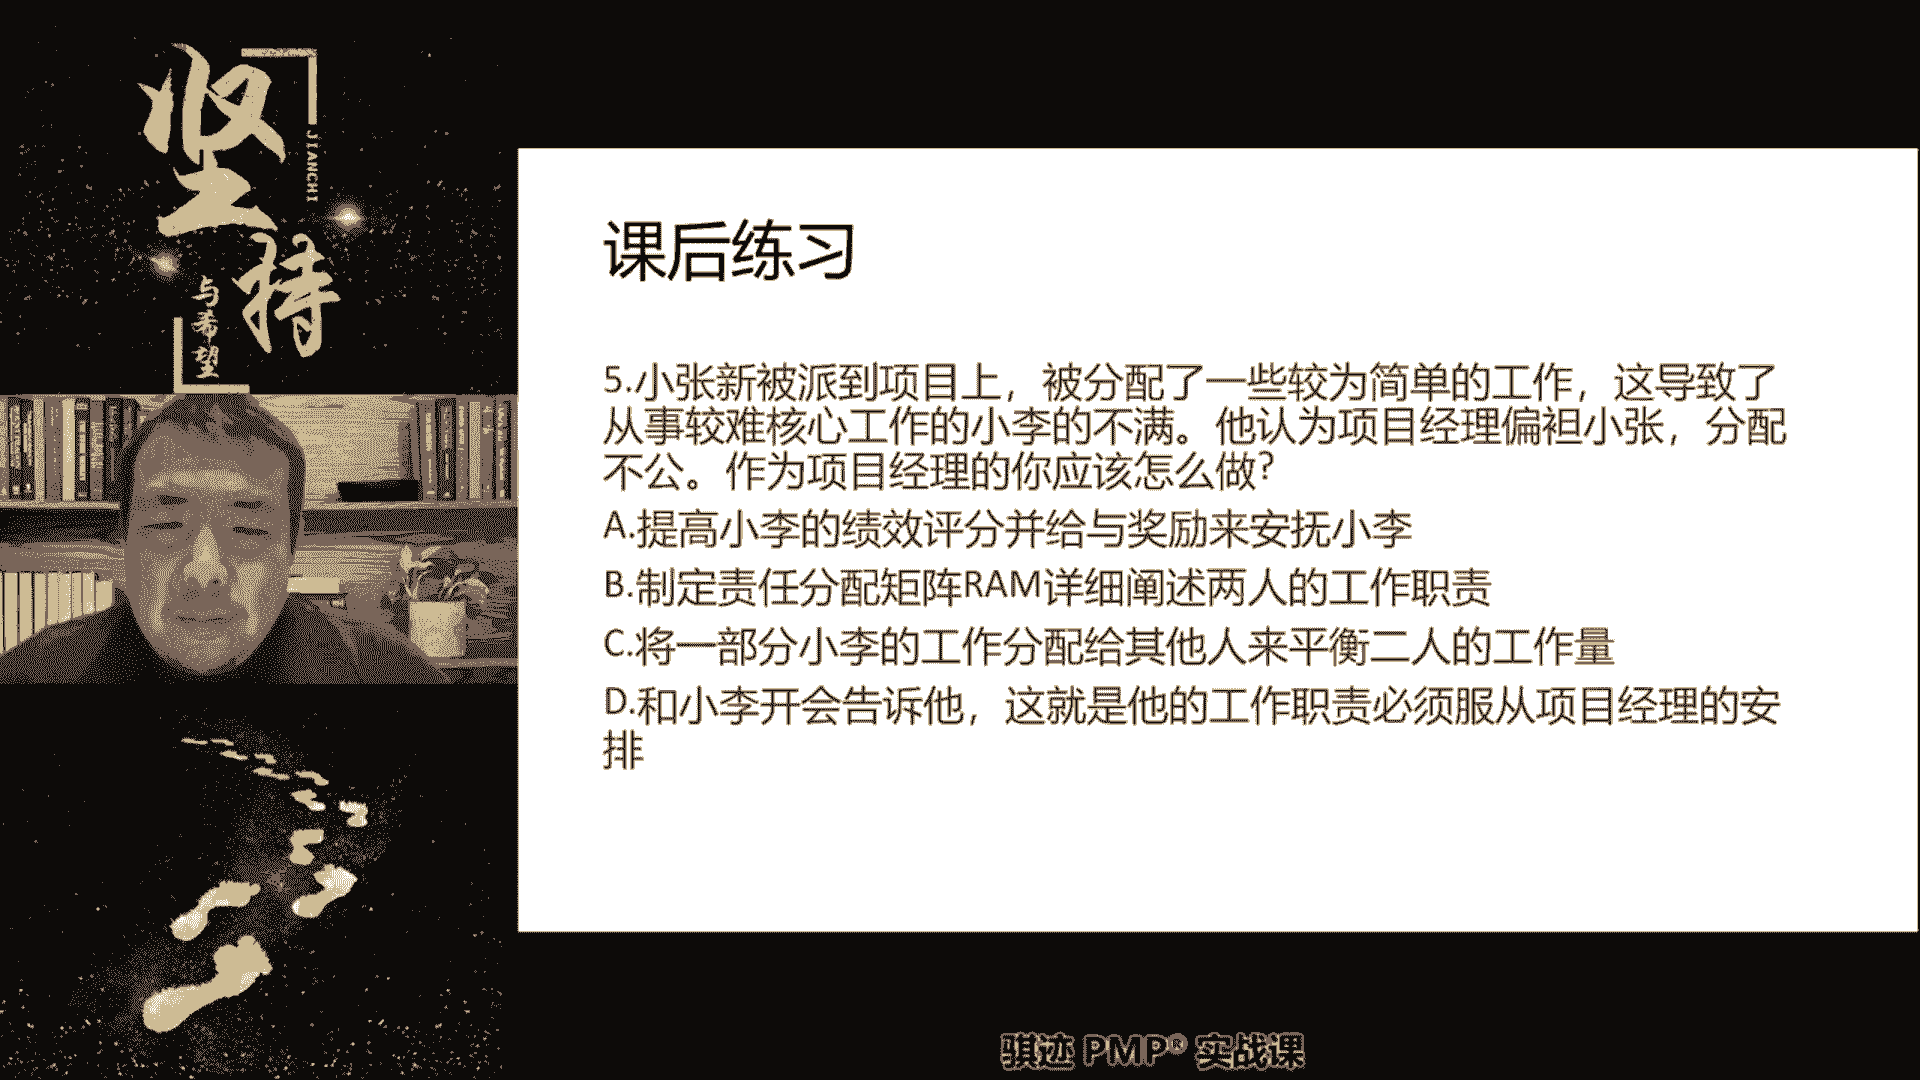 坚持
JIANCHI
与希望
课后练习
5.小张新被派到项目上，被分配了一些较为简单的工作，这导致了
从事较难核心工作的小李的不满。他认为项目经理偏袒小张，分配
不公。作为项目经理的你应该怎么做?
A.提高小李的绩效评分并给与奖励来安抚小李
B.制定责任分配矩阵RAM详细阐述两人的工作职责
C.将一部分小李的工作分配给其他人来平衡二人的工作量
D.和小李开会告诉他，这就是他的工作职责必须服从项目经理的安
排
骐迹 PMP® 实战课